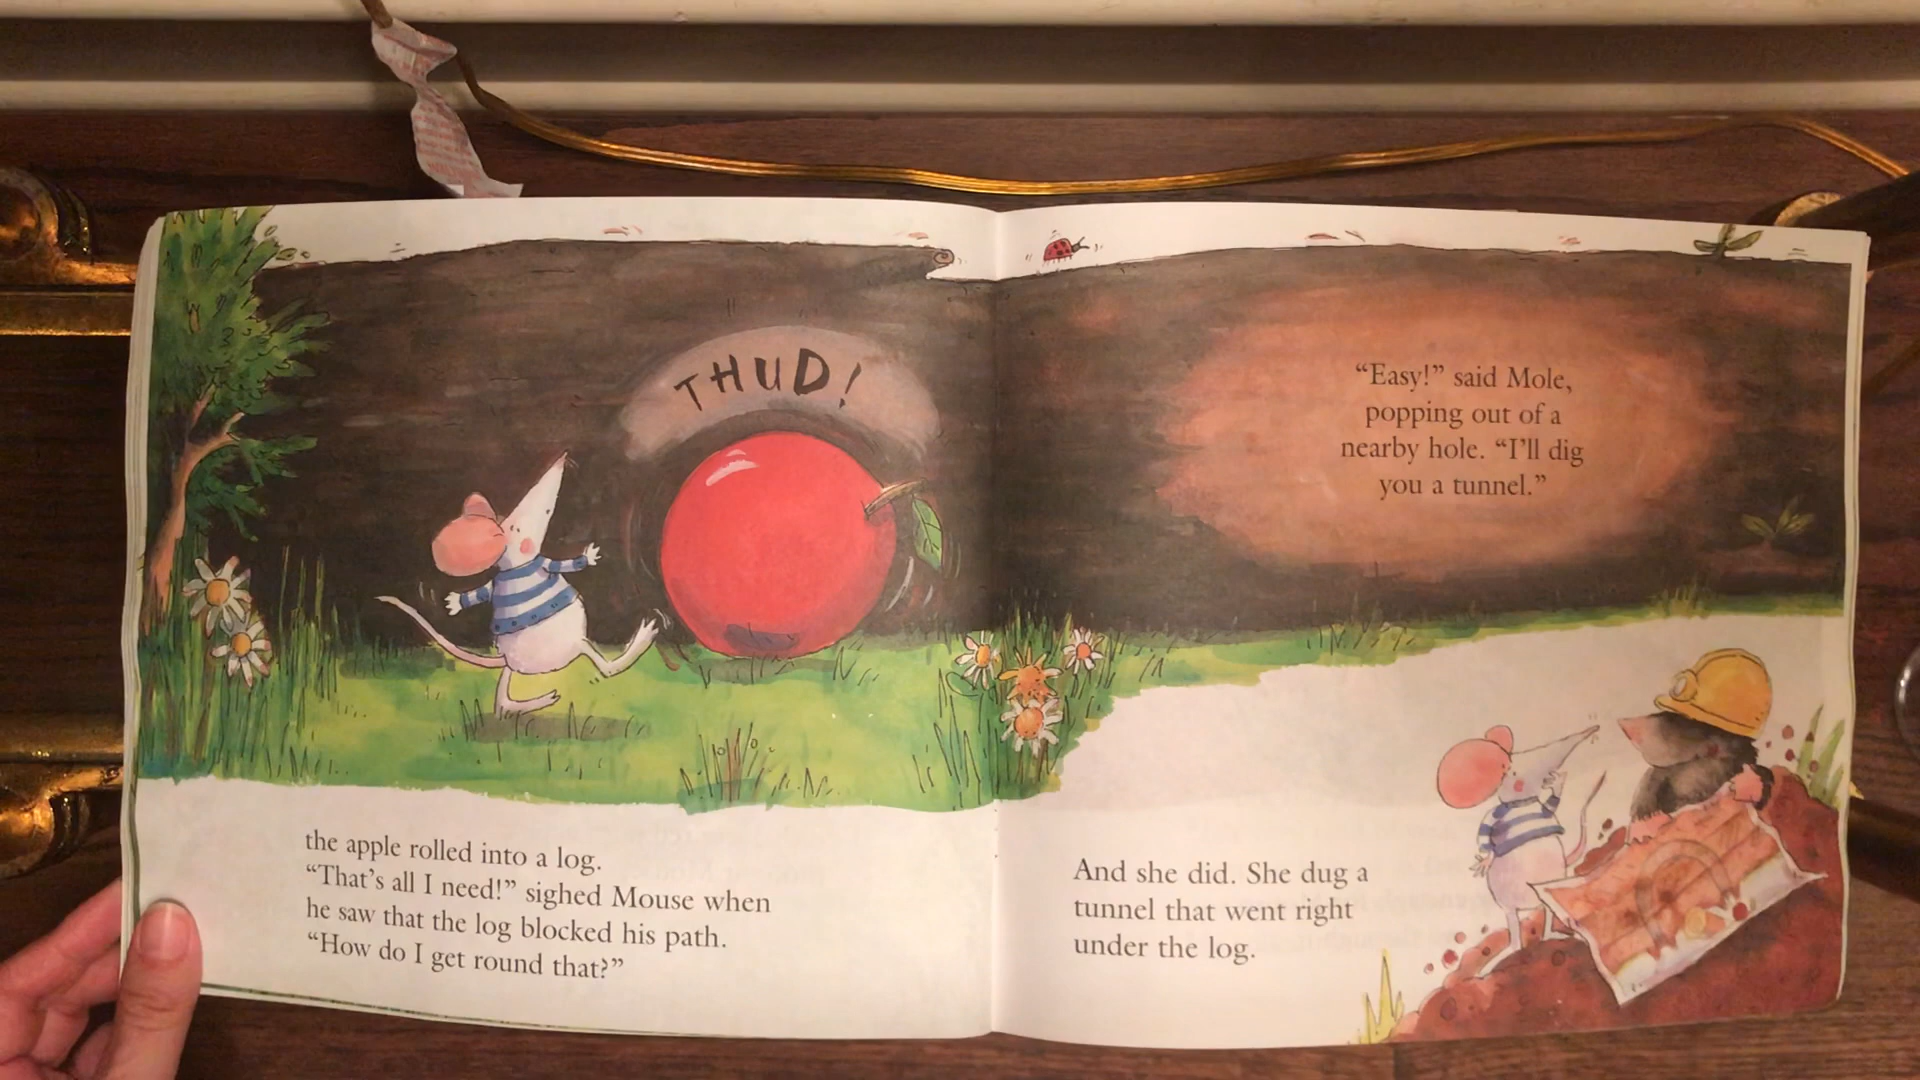 THUD!
the apple rolled into a log.
“That’s all I need!” sighed Mouse when
he saw that the log blocked his path.
“How do I get round that?”
“Easy!” said Mole,
popping out of a
nearby hole. “I’ll dig
you a tunnel.”
And she did. She dug a
tunnel that went right
under the log.